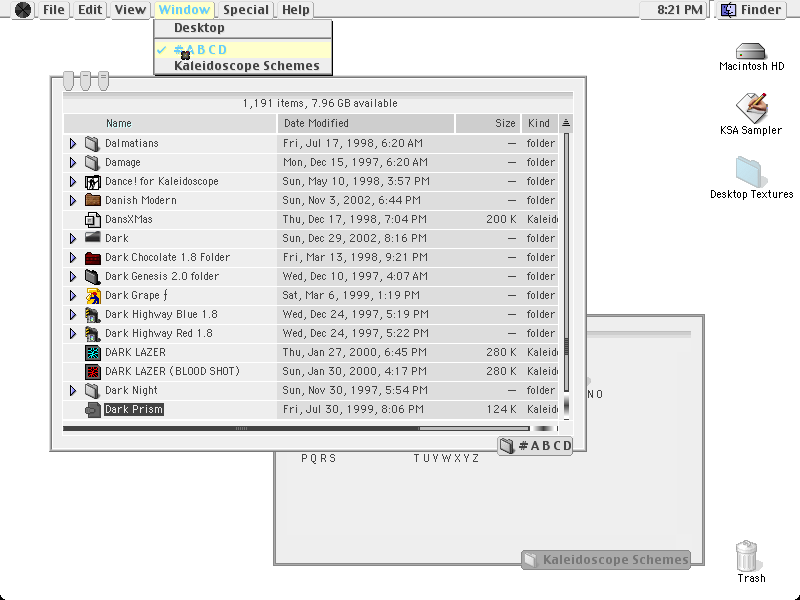 File Edit View Window Special Help 8:21 PM Finder
Desktop
#ABCD
Kaleidoscope Schemes
Macintosh HD
KSA Sampler
Desktop Textures
1,191 items, 7.96 GB available
Name Date Modified Size Kind
Dalmatians Fri, Jul 17, 1998, 6:20 AM — folder
Damage Mon, Dec 15, 1997, 6:20 AM — folder
Dance! for Kaleidoscope Sun, May 10, 1998, 3:57 PM — folder
Danish Modern Sun, Nov 3, 2002, 6:44 PM — folder
DansXMas Thu, Dec 17, 1998, 7:04 PM 200 K Kaleid
Dark Sun, Dec 29, 2002, 8:16 PM — folder
Dark Chocolate 1.8 Folder Fri, Mar 13, 1998, 9:21 PM — folder
Dark Genesis 2.0 folder Wed, Dec 10, 1997, 4:07 AM — folder
Dark Grape ƒ Sat, Mar 6, 1999, 1:19 PM — folder
Dark Highway Blue 1.8 Wed, Dec 24, 1997, 5:19 PM — folder
Dark Highway Red 1.8 Wed, Dec 24, 1997, 5:22 PM — folder
DARK LAZER Thu, Jan 27, 2000, 6:45 PM 280 K Kaleid
DARK LAZER (BLOOD SHOT) Sun, Jan 30, 2000, 4:17 PM 280 K Kaleid
Dark Night Sun, Nov 30, 1997, 5:54 PM — folder
Dark Prism Fri, Jul 30, 1999, 8:06 PM 124 K Kaleid
#ABCD
NO
PQRS TUVWXYZ
Kaleidoscope Schemes
Trash